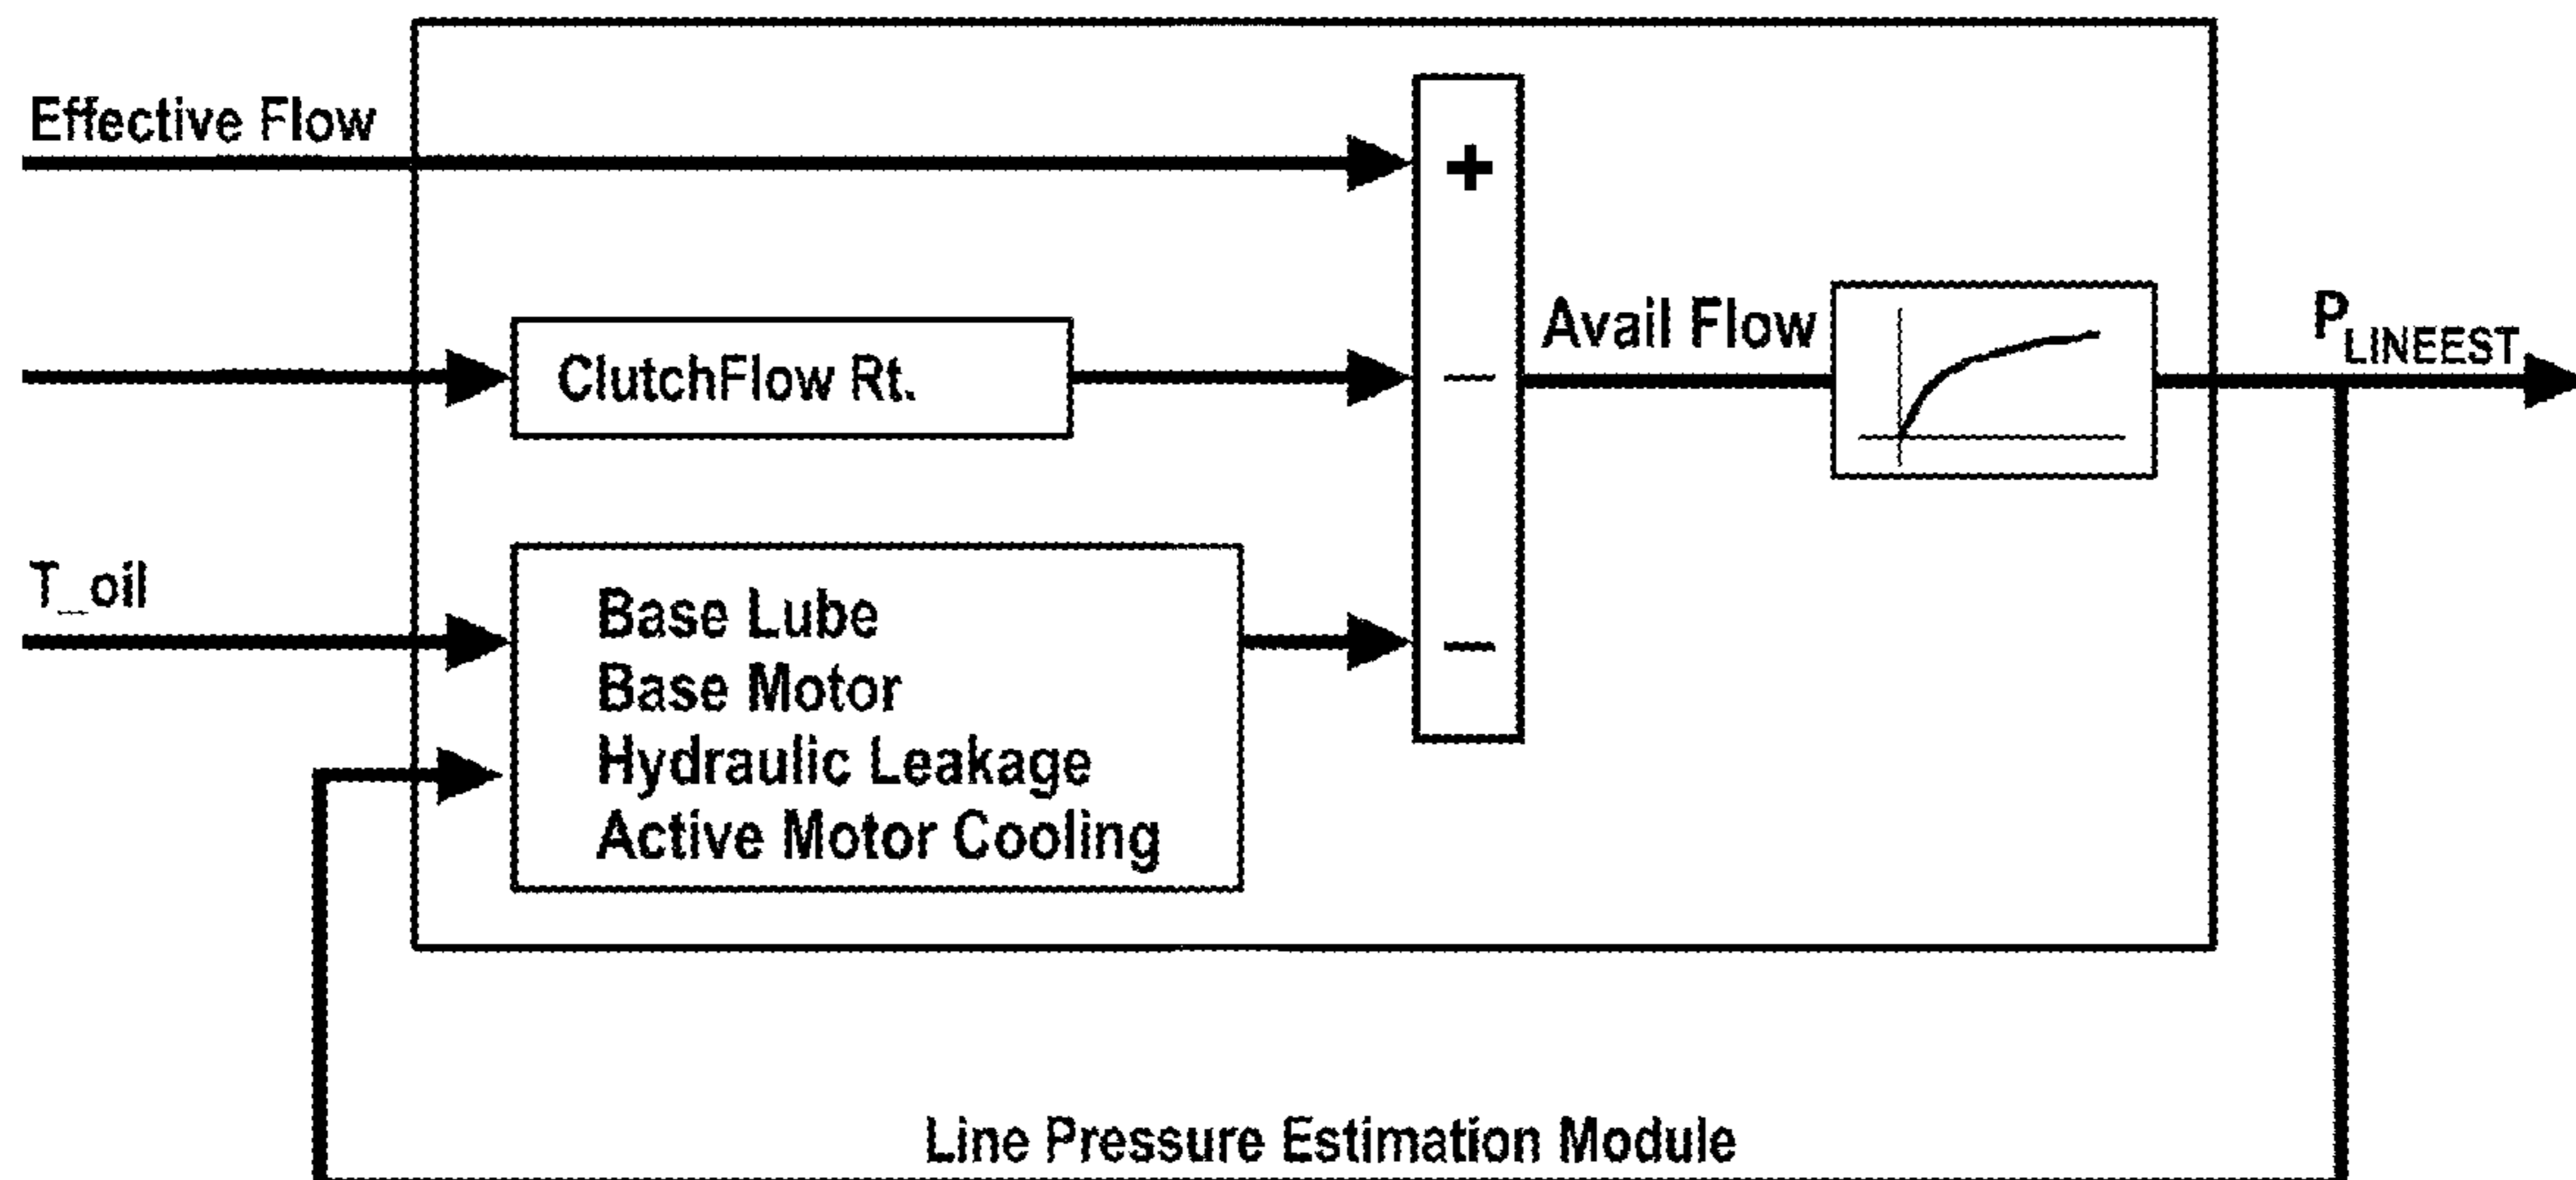 Effective Flow
+
ClutchFlow Rt.
–
Avail Flow
P_LINEEST
T_oil
Base Lube
Base Motor
Hydraulic Leakage
Active Motor Cooling
–
Line Pressure Estimation Module